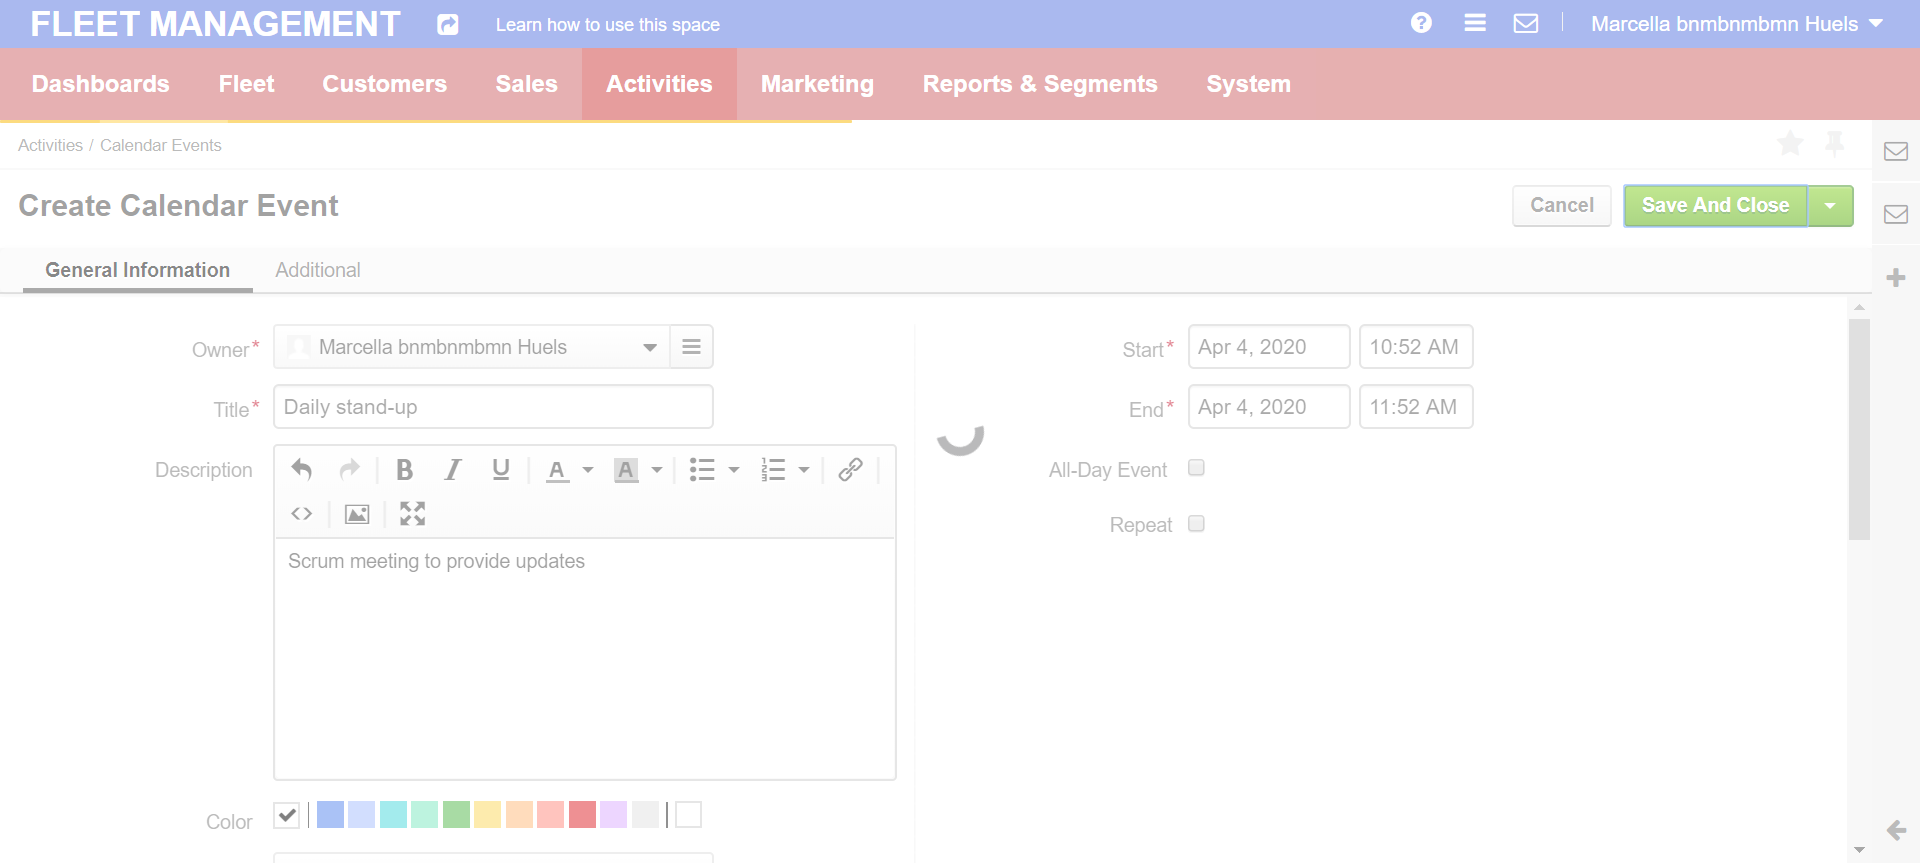 FLEET MANAGEMENT Learn how to use this space Marcella bnmbnmbmn Huels
Dashboards Fleet Customers Sales Activities Marketing Reports & Segments System
Activities / Calendar Events
Create Calendar Event Cancel Save And Close
General Information Additional
Owner* Marcella bnmbnmbmn Huels
Title* Daily stand-up
Description
B I U A A
Scrum meeting to provide updates
Color
Start* Apr 4, 2020 10:52 AM
End* Apr 4, 2020 11:52 AM
All-Day Event
Repeat